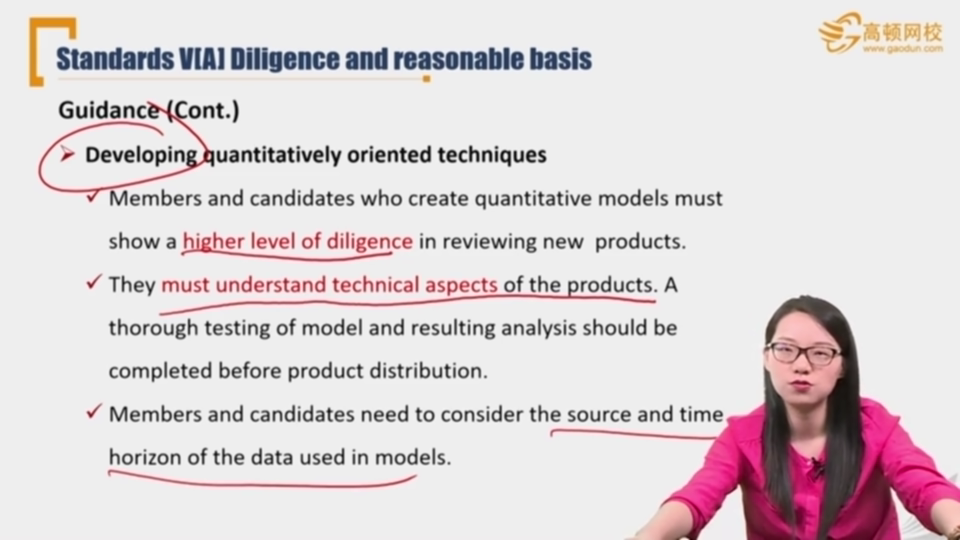 高顿网校
www.gaodun.com
Standards V[A] Diligence and reasonable basis
Guidance (Cont.)
Developing quantitatively oriented techniques
Members and candidates who create quantitative models must
show a higher level of diligence in reviewing new products.
They must understand technical aspects of the products. A
thorough testing of model and resulting analysis should be
completed before product distribution.
Members and candidates need to consider the source and time
horizon of the data used in models.